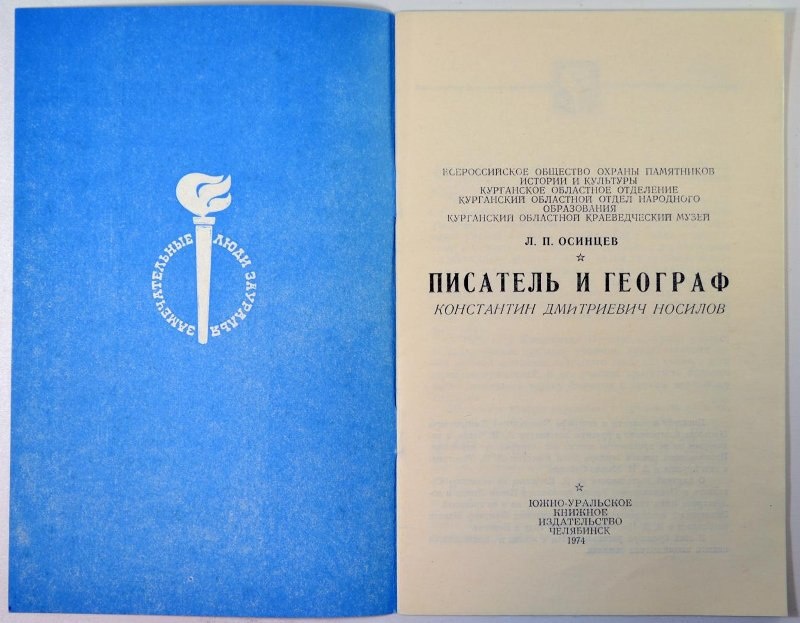 ЗАМЕЧАТЕЛЬНЫЕ ЛЮДИ ЗАУРАЛЬЯ
ВСЕРОССИЙСКОЕ ОБЩЕСТВО ОХРАНЫ ПАМЯТНИКОВ
ИСТОРИИ И КУЛЬТУРЫ
КУРГАНСКОЕ ОБЛАСТНОЕ ОТДЕЛЕНИЕ
КУРГАНСКИЙ ОБЛАСТНОЙ ОТДЕЛ НАРОДНОГО
ОБРАЗОВАНИЯ
КУРГАНСКИЙ ОБЛАСТНОЙ КРАЕВЕДЧЕСКИЙ МУЗЕЙ
Л. П. ОСИНЦЕВ
ПИСАТЕЛЬ И ГЕОГРАФ
КОНСТАНТИН ДМИТРИЕВИЧ НОСИЛОВ
ЮЖНО-УРАЛЬСКОЕ
КНИЖНОЕ
ИЗДАТЕЛЬСТВО
ЧЕЛЯБИНСК
1974